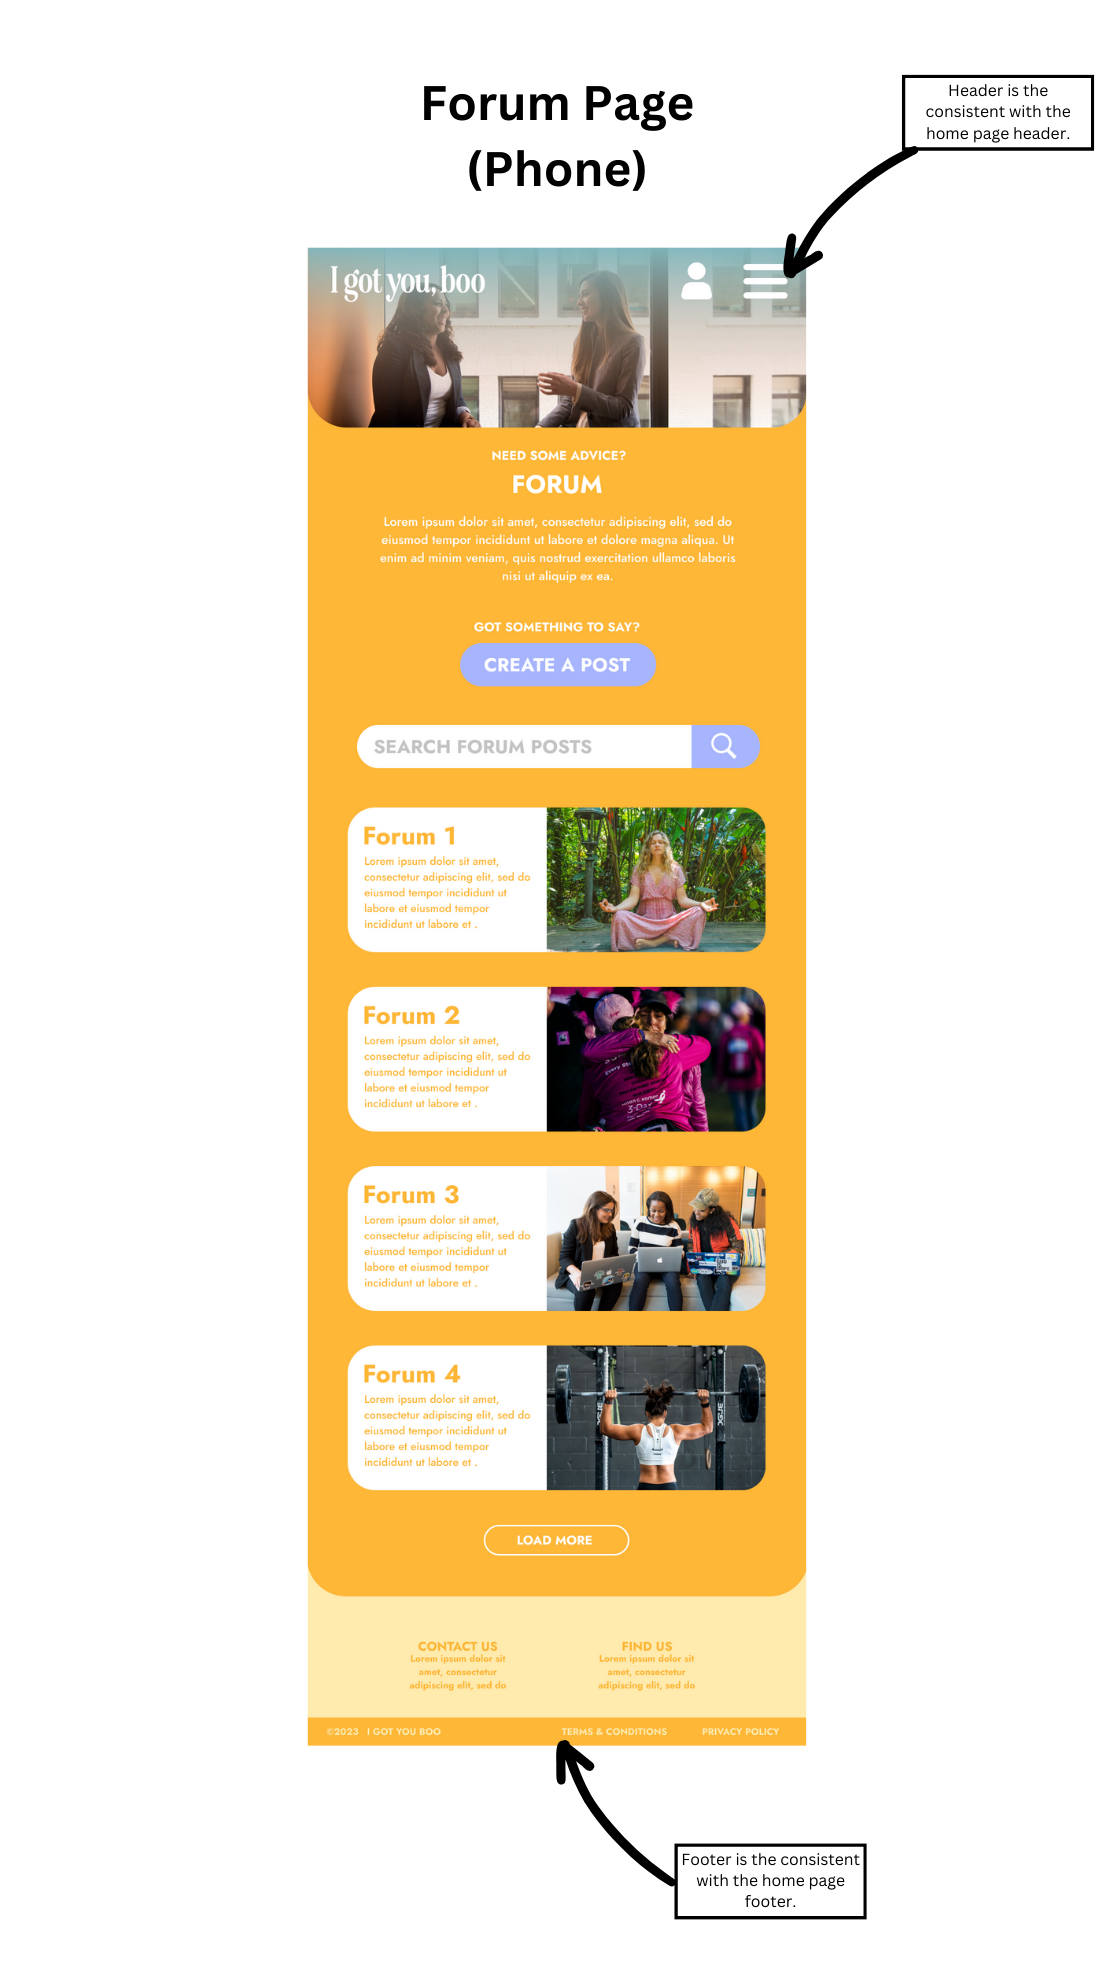 Forum Page
(Phone)
Header is the
consistent with the
home page header.
I got you, boo
NEED SOME ADVICE?
FORUM
Lorem ipsum dolor sit amet, consectetur adipiscing elit, sed do
eiusmod tempor incididunt ut labore et dolore magna aliqua. Ut
enim ad minim veniam, quis nostrud exercitation ullamco laboris
nisi ut aliquip ex ea.
GOT SOMETHING TO SAY?
CREATE A POST
SEARCH FORUM POSTS
Forum 1
Lorem ipsum dolor sit amet,
consectetur adipiscing elit, sed do
eiusmod tempor incididunt ut
labore et eiusmod tempor
incididunt ut labore et .
Forum 2
Lorem ipsum dolor sit amet,
consectetur adipiscing elit, sed do
eiusmod tempor incididunt ut
labore et eiusmod tempor
incididunt ut labore et .
3-Day
Forum 3
Lorem ipsum dolor sit amet,
consectetur adipiscing elit, sed do
eiusmod tempor incididunt ut
labore et eiusmod tempor
incididunt ut labore et .
Forum 4
Lorem ipsum dolor sit amet,
consectetur adipiscing elit, sed do
eiusmod tempor incididunt ut
labore et eiusmod tempor
incididunt ut labore et .
LOAD MORE
CONTACT US
Lorem ipsum dolor sit
amet, consectetur
adipiscing elit, sed do
FIND US
Lorem ipsum dolor sit
amet, consectetur
adipiscing elit, sed do
©2023 I GOT YOU BOO
TERMS & CONDITIONS
PRIVACY POLICY
Footer is the consistent
with the home page
footer.